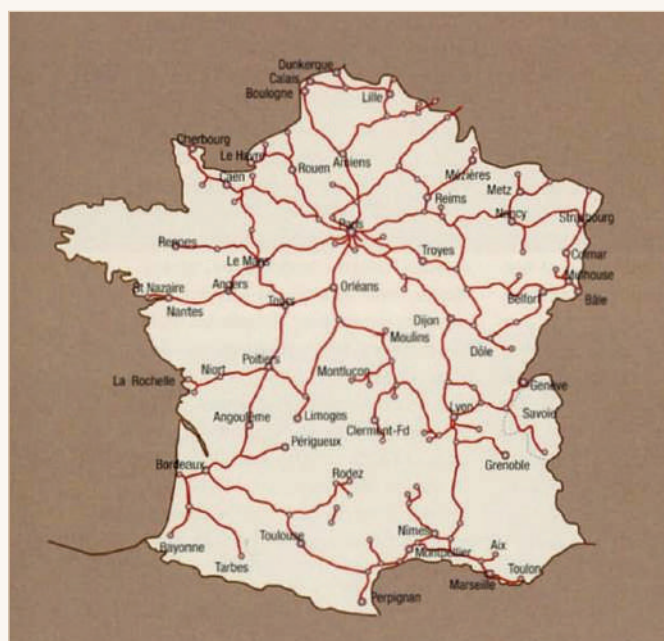 Dunkerque
Calais
Boulogne
Lille
Cherbourg
Le Havre
Rouen
Amiens
Mézières
Caen
Reims
Metz
Paris
Nancy
Strasbourg
Rennes
Le Mans
Troyes
Colmar
Mulhouse
St Nazaire
Angers
Orléans
Belfort
Bâle
Nantes
Tours
Dijon
Moulins
Dôle
Poitiers
Niort
Montluçon
La Rochelle
Genève
Angoulême
Limoges
Clermont-Fd
Lyon
Savoie
Périgueux
Grenoble
Bordeaux
Rodez
Nîmes
Toulouse
Montpellier
Aix
Bayonne
Tarbes
Marseille
Toulon
Perpignan